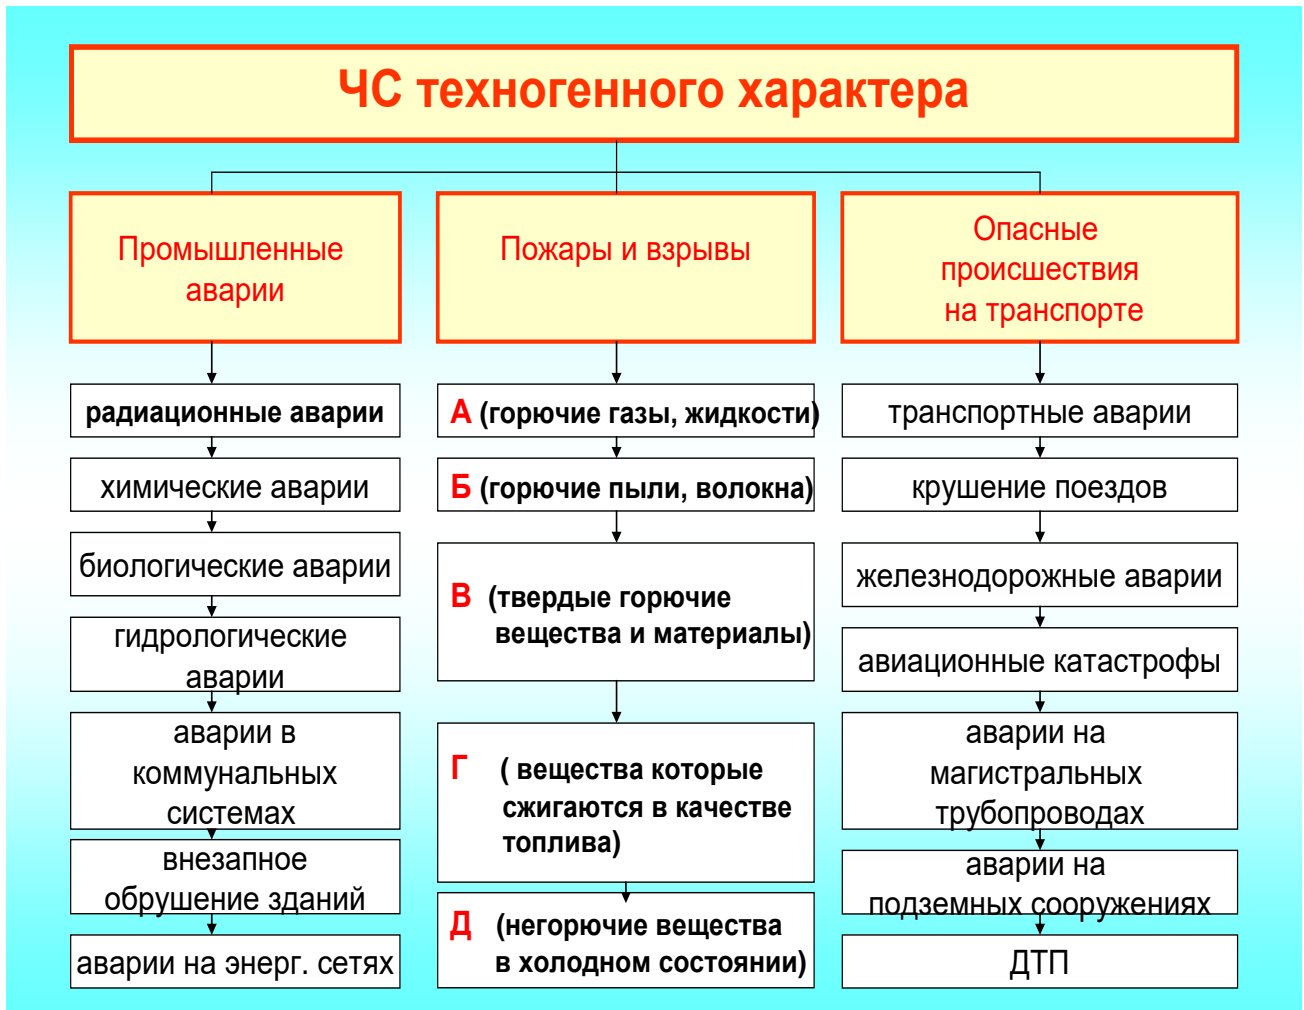 ЧС техногенного характера
Промышленные
аварии
радиационные аварии
химические аварии
биологические аварии
гидрологические
аварии
аварии в
коммунальных
системах
внезапное
обрушение зданий
аварии на энерг. сетях
Пожары и взрывы
А (горючие газы, жидкости)
Б (горючие пыли, волокна)
В (твердые горючие
вещества и материалы)
Г ( вещества которые
сжигаются в качестве
топлива)
Д (негорючие вещества
в холодном состоянии)
Опасные
происшествия
на транспорте
транспортные аварии
крушение поездов
железнодорожные аварии
авиационные катастрофы
аварии на
магистральных
трубопроводах
аварии на
подземных сооружениях
ДТП